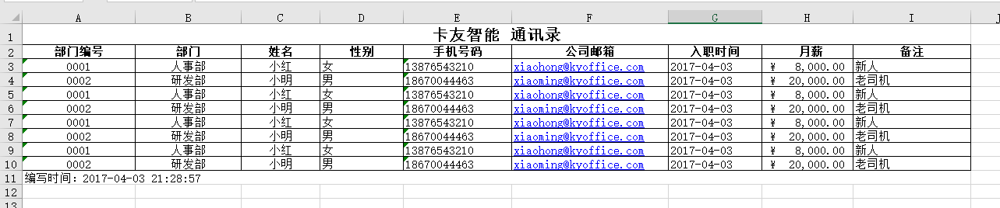 A B C D E F G H I J
1 卡友智能 通讯录
2 部门编号 部门 姓名 性别 手机号码 公司邮箱 入职时间 月薪 备注
3 0001 人事部 小红 女 13876543210 xiaohong@kyoffice.com 2017-04-03 ¥ 8,000.00 新人
4 0002 研发部 小明 男 18670044463 xiaoming@kyoffice.com 2017-04-03 ¥ 20,000.00 老司机
5 0001 人事部 小红 女 13876543210 xiaohong@kyoffice.com 2017-04-03 ¥ 8,000.00 新人
6 0002 研发部 小明 男 18670044463 xiaoming@kyoffice.com 2017-04-03 ¥ 20,000.00 老司机
7 0001 人事部 小红 女 13876543210 xiaohong@kyoffice.com 2017-04-03 ¥ 8,000.00 新人
8 0002 研发部 小明 男 18670044463 xiaoming@kyoffice.com 2017-04-03 ¥ 20,000.00 老司机
9 0001 人事部 小红 女 13876543210 xiaohong@kyoffice.com 2017-04-03 ¥ 8,000.00 新人
10 0002 研发部 小明 男 18670044463 xiaoming@kyoffice.com 2017-04-03 ¥ 20,000.00 老司机
11 编写时间：2017-04-03 21:28:57
12
13